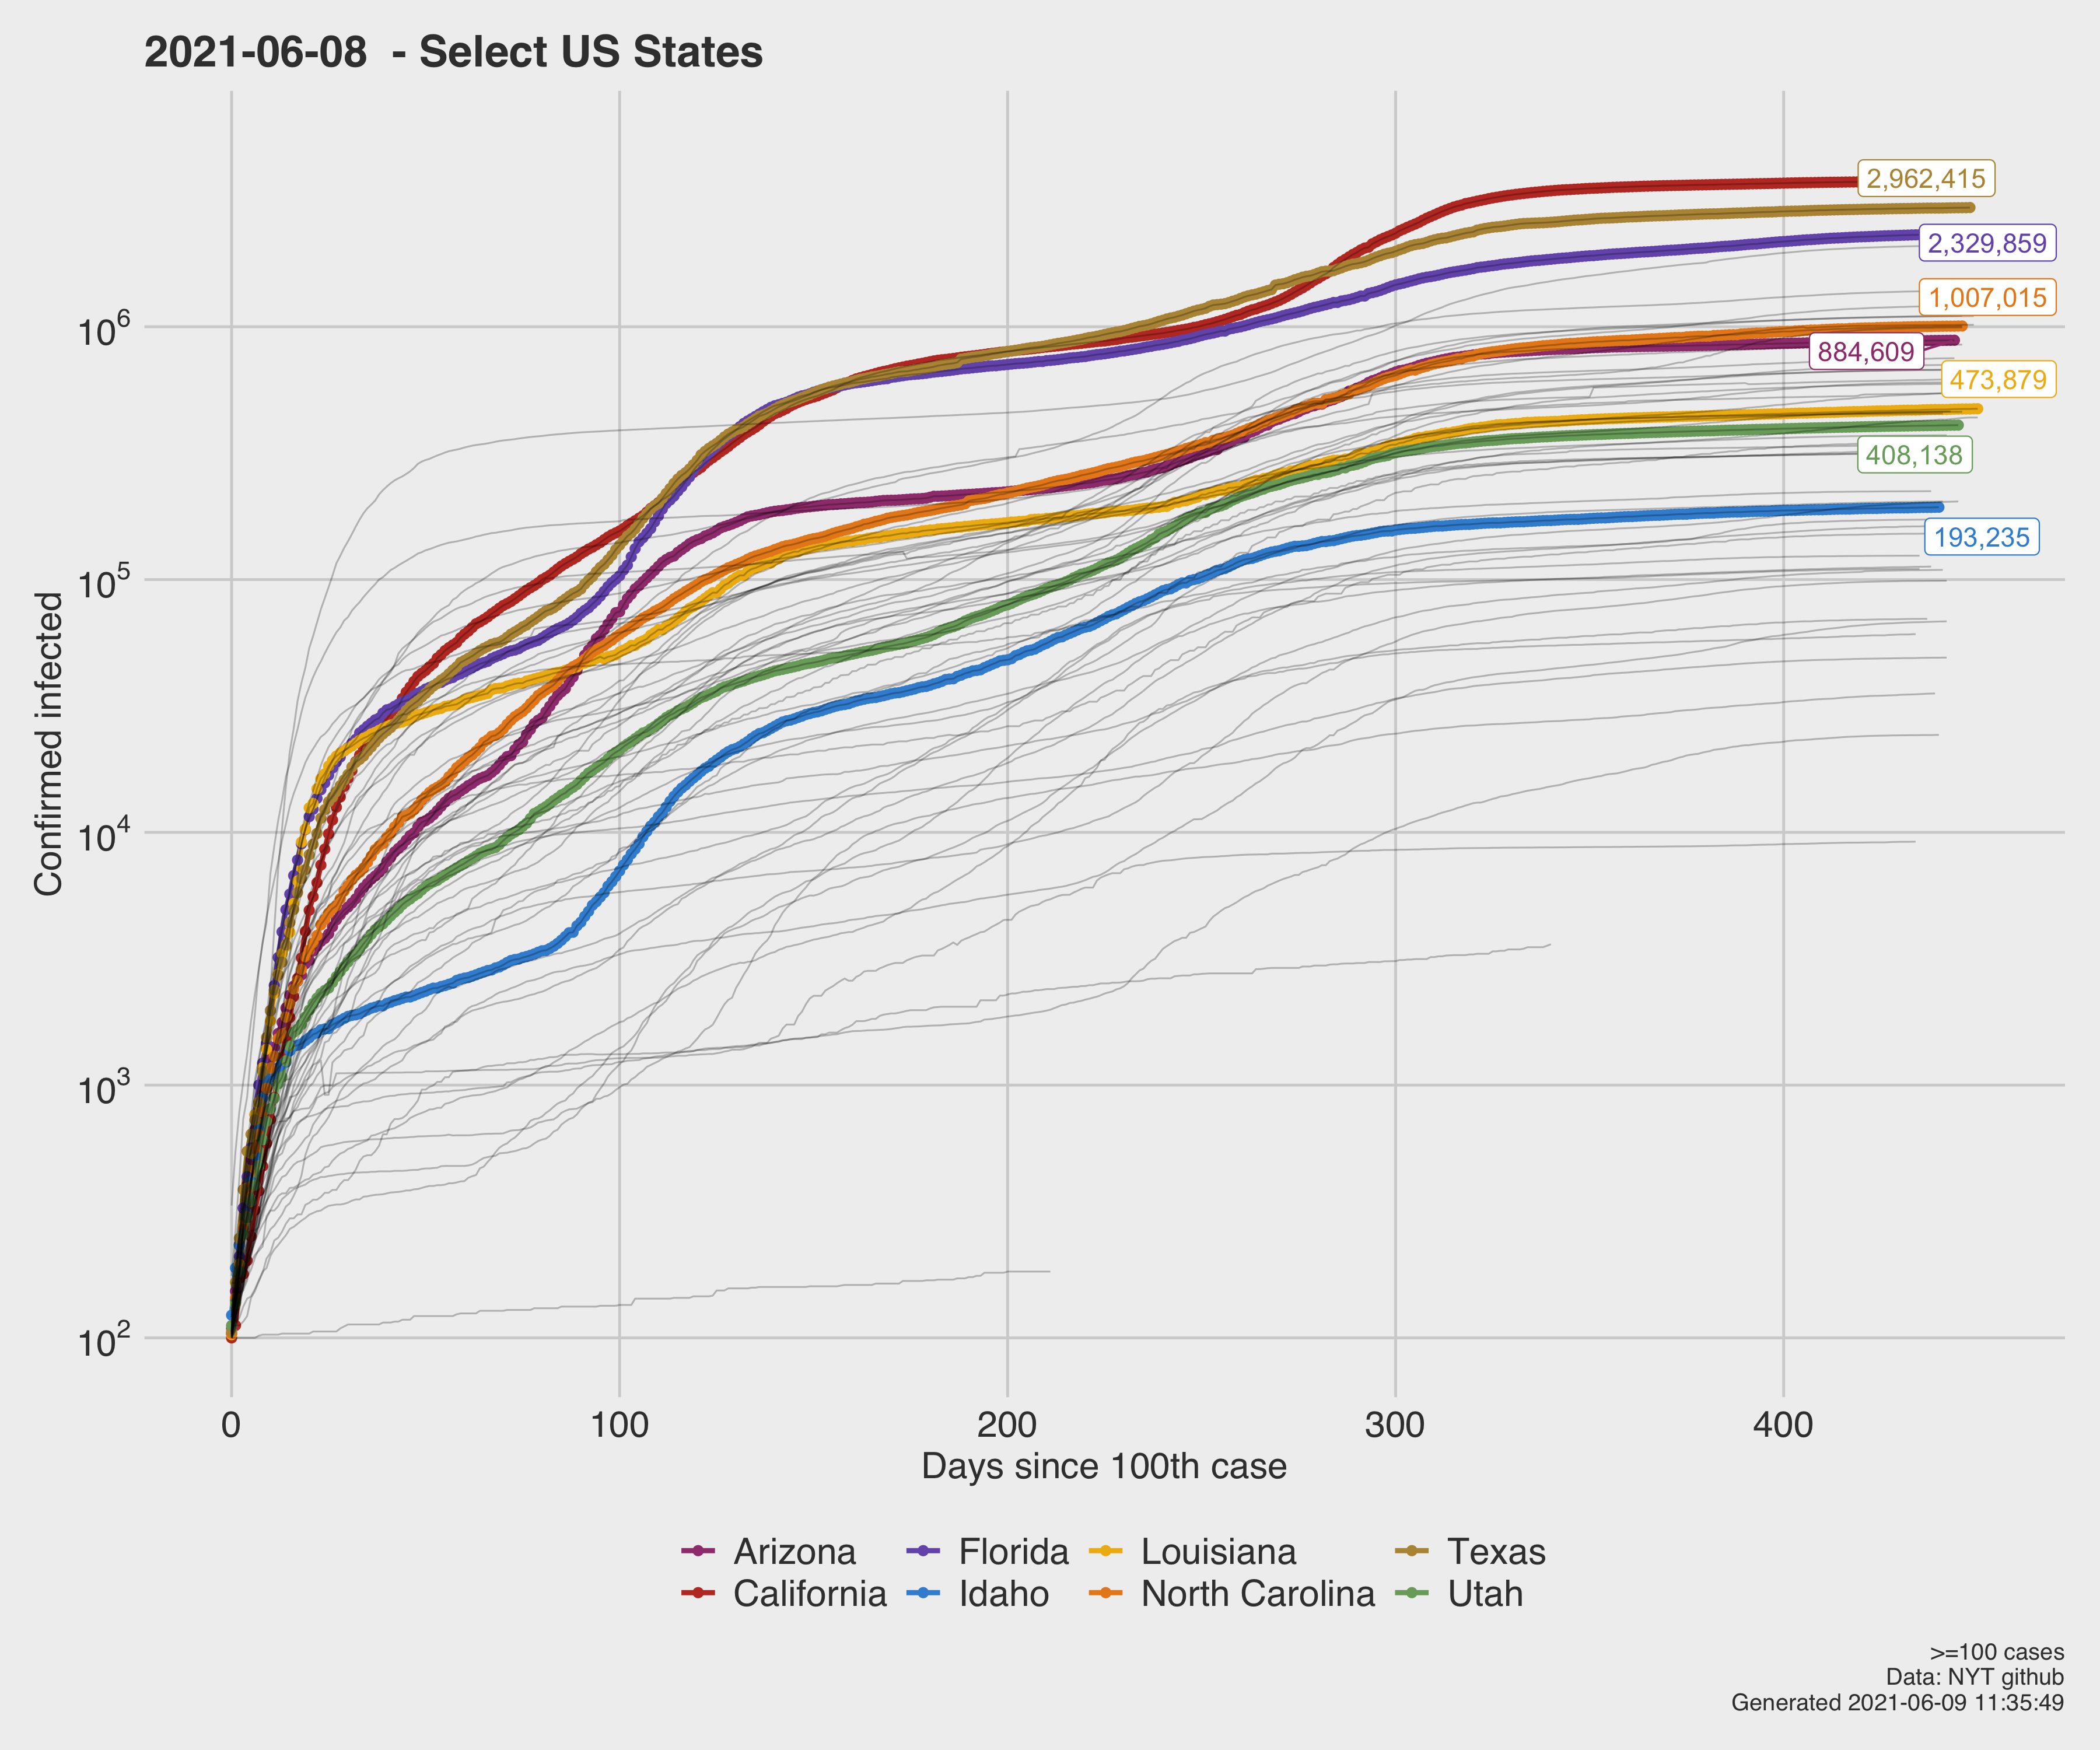 2021-06-08  - Select US States
Confirmed infected
10^6
10^5
10^4
10^3
10^2
2,962,415
2,329,859
1,007,015
884,609
473,879
408,138
193,235
0 100 200 300 400
Days since 100th case
Arizona Florida Louisiana Texas
California Idaho North Carolina Utah
>=100 cases
Data: NYT github
Generated 2021-06-09 11:35:49